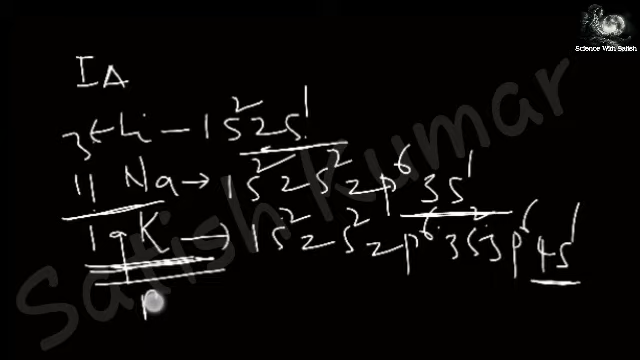 Science With Satish
IA
3 Li – 1s² 2s¹
11 Na → 1s² 2s² 2p⁶ 3s¹
19 K → 1s² 2s² 2p⁶ 3s² 3p⁶ 4s¹
Satish Kumar